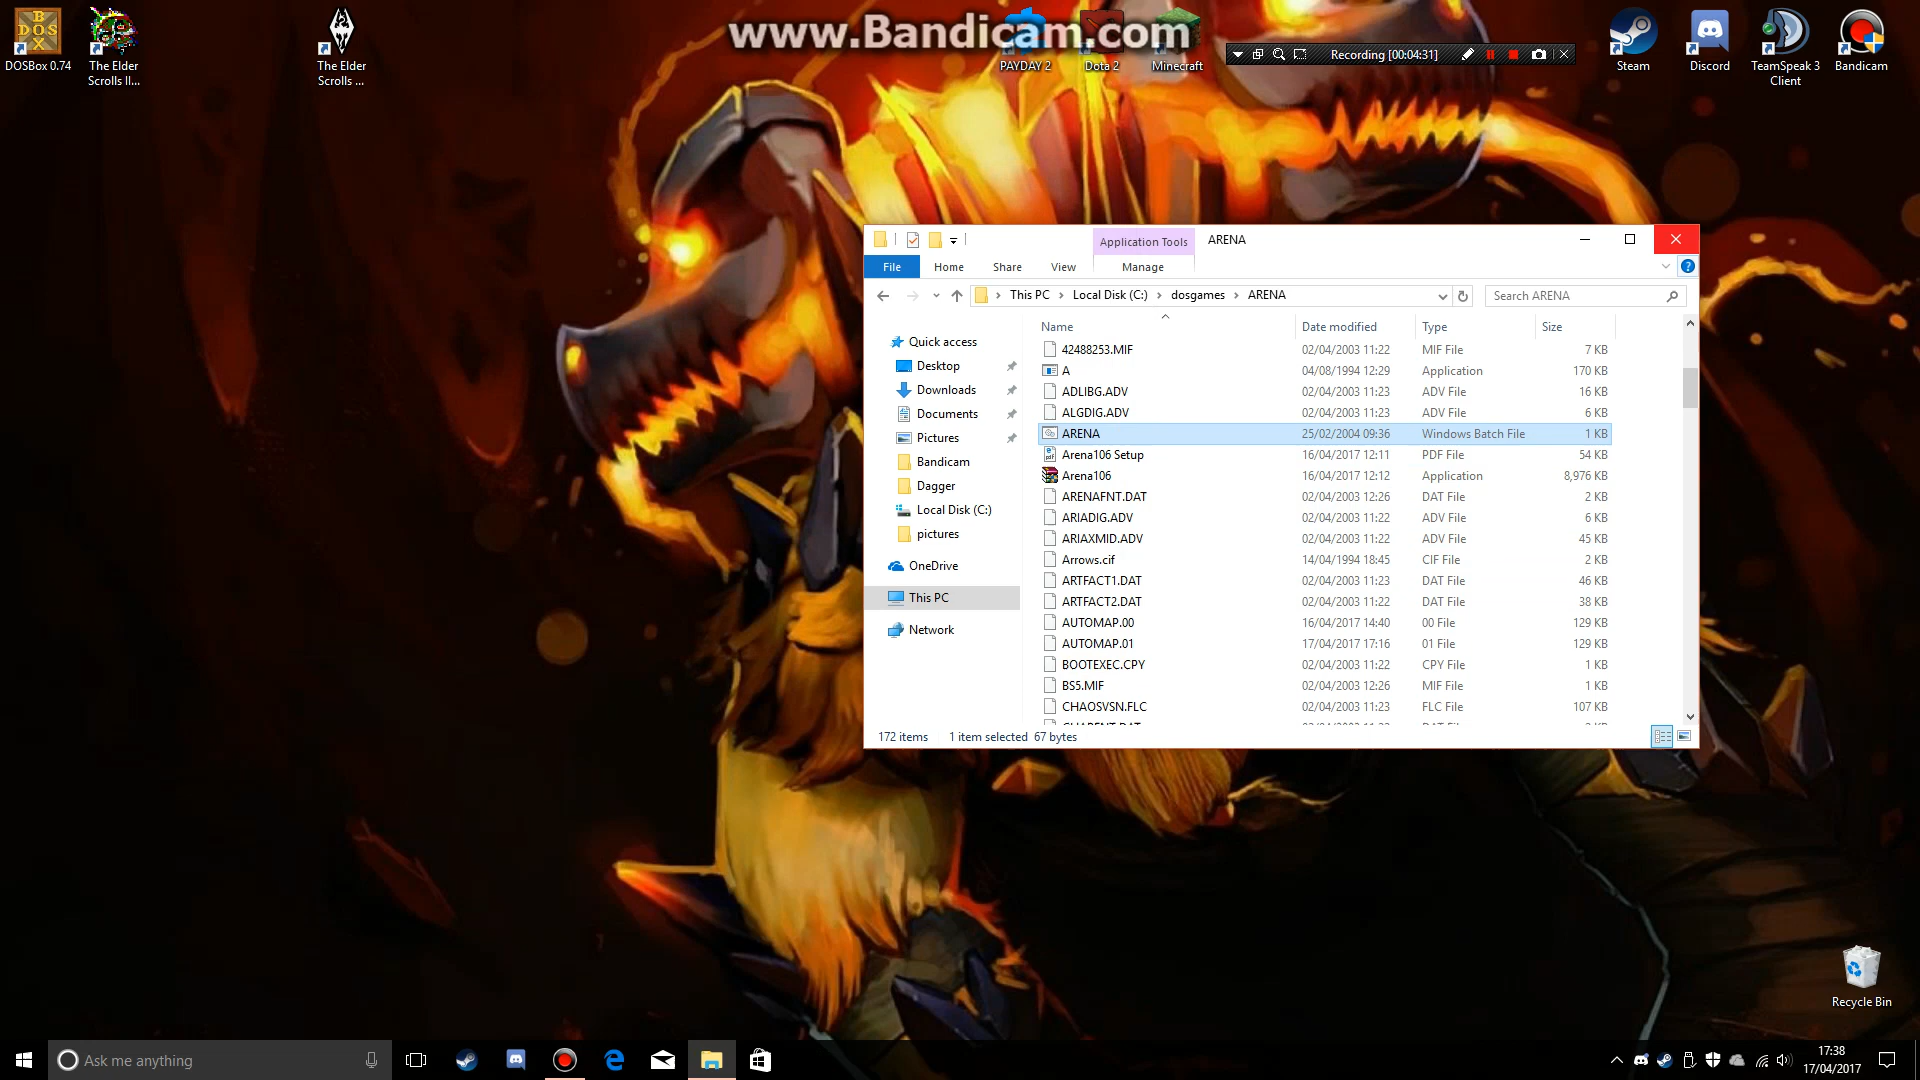 www.Bandicam.com
DOSBox 0.74
The Elder
Scrolls II...
The Elder
Scrolls ...
PAYDAY 2
Dota 2
Minecraft
Recording [00:04:31]
Steam
Discord
TeamSpeak 3
Client
Bandicam
Application Tools
ARENA
File
Home
Share
View
Manage
This PC
Local Disk (C:)
dosgames
ARENA
Search ARENA
Quick access
Desktop
Downloads
Documents
Pictures
Bandicam
Dagger
Local Disk (C:)
pictures
OneDrive
This PC
Network
Name Date modified Type Size
42488253.MIF 02/04/2003 11:22 MIF File 7 KB
A 04/08/1994 12:29 Application 170 KB
ADLIBG.ADV 02/04/2003 11:23 ADV File 16 KB
ALGDIG.ADV 02/04/2003 11:23 ADV File 6 KB
ARENA 25/02/2004 09:36 Windows Batch File 1 KB
Arena106 Setup 16/04/2017 12:11 PDF File 54 KB
Arena106 16/04/2017 12:12 Application 8,976 KB
ARENAFNT.DAT 02/04/2003 12:26 DAT File 2 KB
ARIADIG.ADV 02/04/2003 11:22 ADV File 6 KB
ARIAXMID.ADV 02/04/2003 11:22 ADV File 45 KB
Arrows.cif 14/04/1994 18:45 CIF File 2 KB
ARTFACT1.DAT 02/04/2003 11:23 DAT File 46 KB
ARTFACT2.DAT 02/04/2003 11:22 DAT File 38 KB
AUTOMAP.00 16/04/2017 14:40 00 File 129 KB
AUTOMAP.01 17/04/2017 17:16 01 File 129 KB
BOOTEXEC.CPY 02/04/2003 11:22 CPY File 1 KB
BS5.MIF 02/04/2003 12:26 MIF File 1 KB
CHAOSVSN.FLC 02/04/2003 11:23 FLC File 107 KB
172 items 1 item selected 67 bytes
Recycle Bin
Ask me anything
17:38
17/04/2017